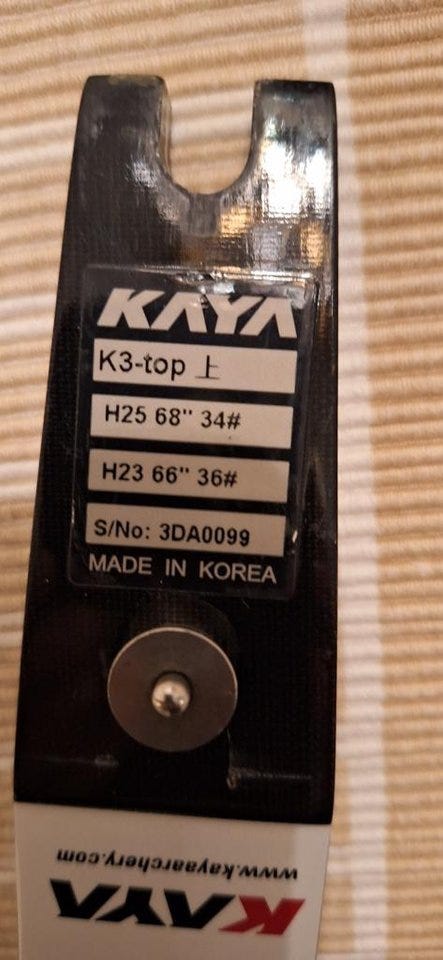 KAYA
K3-top 上
H25 68" 34#
H23 66" 36#
S/No: 3DA0099
MADE IN KOREA
www.kayaarchery.com
KAYA